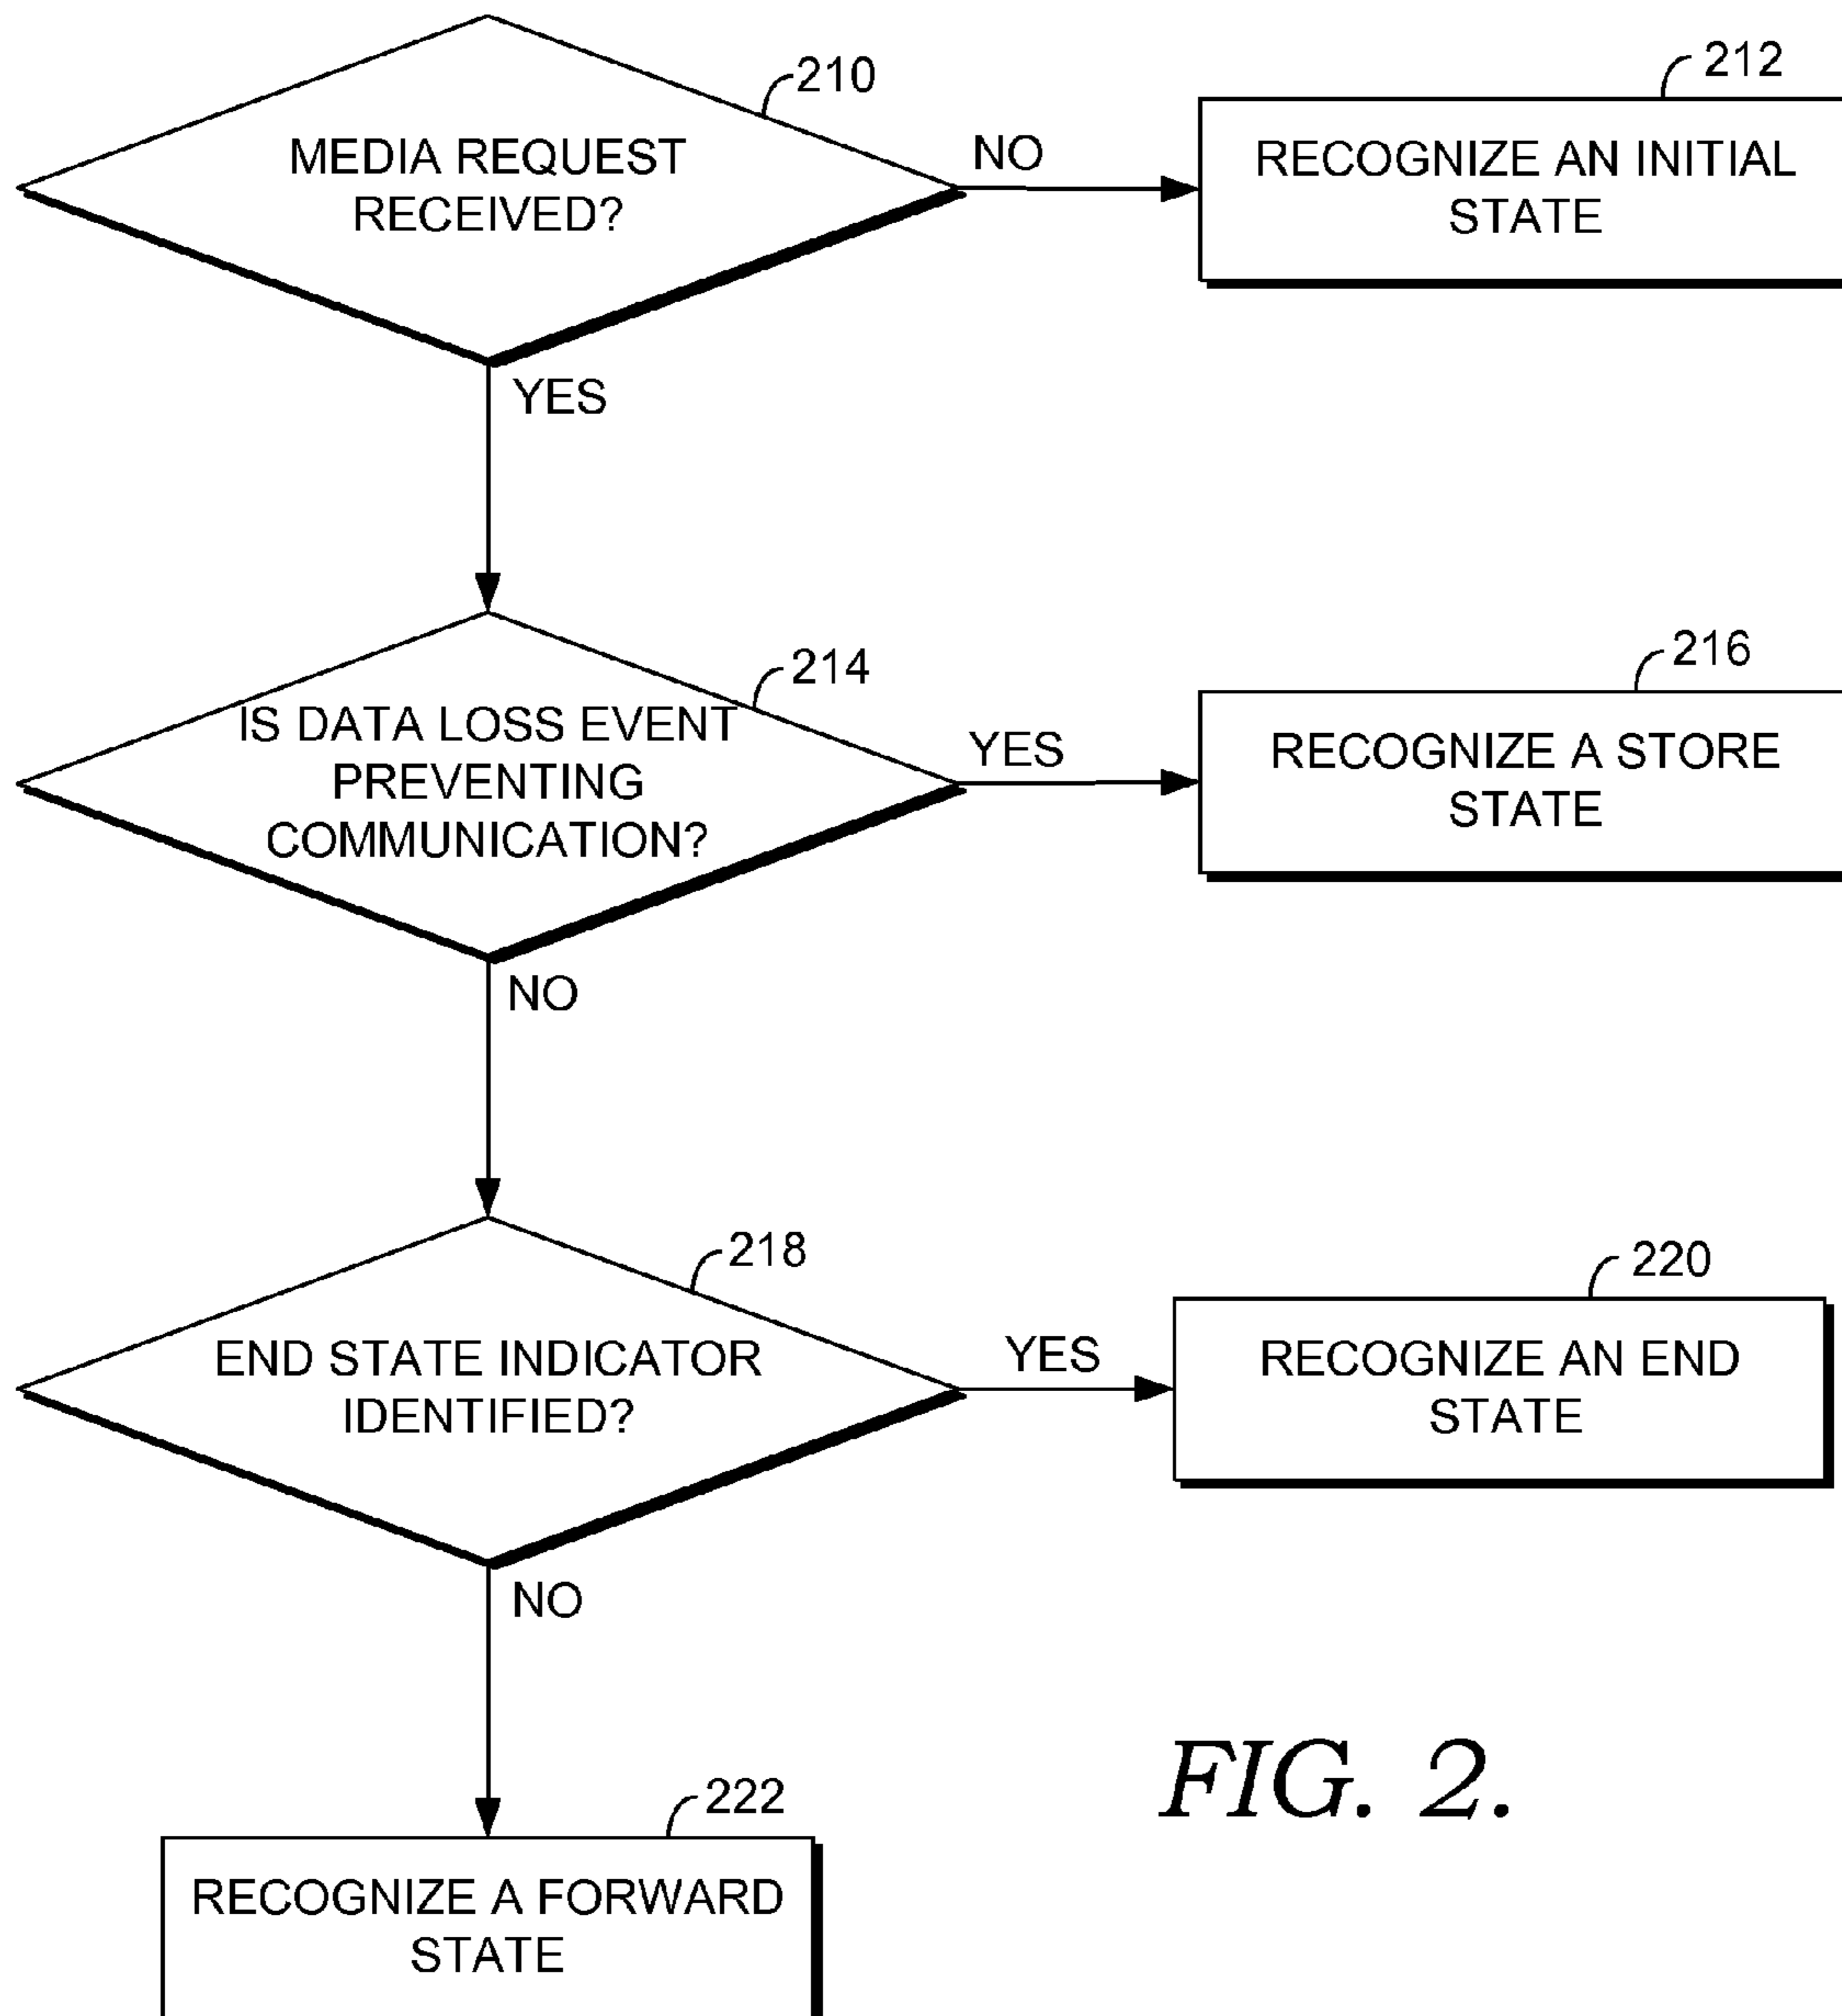 210
MEDIA REQUEST
RECEIVED?
NO
212
RECOGNIZE AN INITIAL
STATE
YES
214
IS DATA LOSS EVENT
PREVENTING
COMMUNICATION?
YES
216
RECOGNIZE A STORE
STATE
NO
218
END STATE INDICATOR
IDENTIFIED?
YES
220
RECOGNIZE AN END
STATE
NO
222
RECOGNIZE A FORWARD
STATE
FIG. 2.